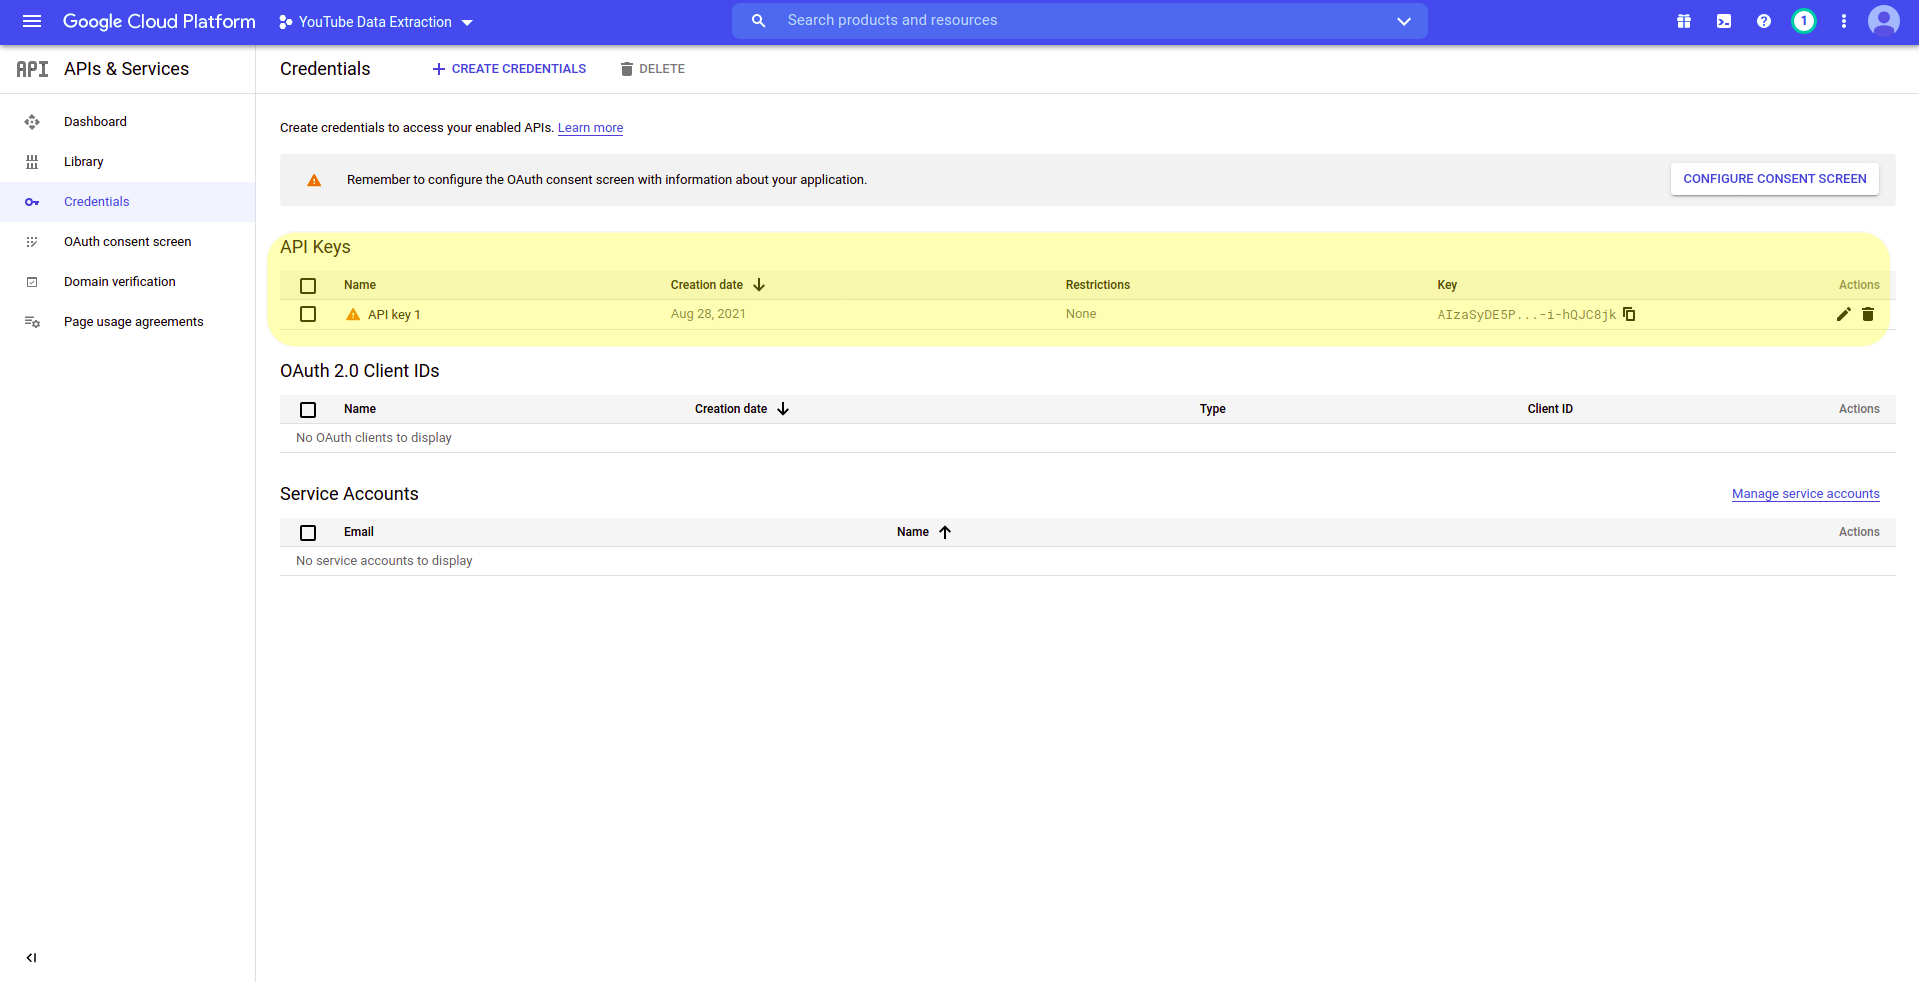 Google Cloud Platform YouTube Data Extraction Search products and resources 1
API APIs & Services Credentials CREATE CREDENTIALS DELETE
Dashboard
Library
Credentials
OAuth consent screen
Domain verification
Page usage agreements
Create credentials to access your enabled APIs. Learn more
Remember to configure the OAuth consent screen with information about your application. CONFIGURE CONSENT SCREEN
API Keys
Name Creation date Restrictions Key Actions
API key 1 Aug 28, 2021 None AIzaSyDE5P...-i-hQJC8jk
OAuth 2.0 Client IDs
Name Creation date Type Client ID Actions
No OAuth clients to display
Service Accounts Manage service accounts
Email Name Actions
No service accounts to display